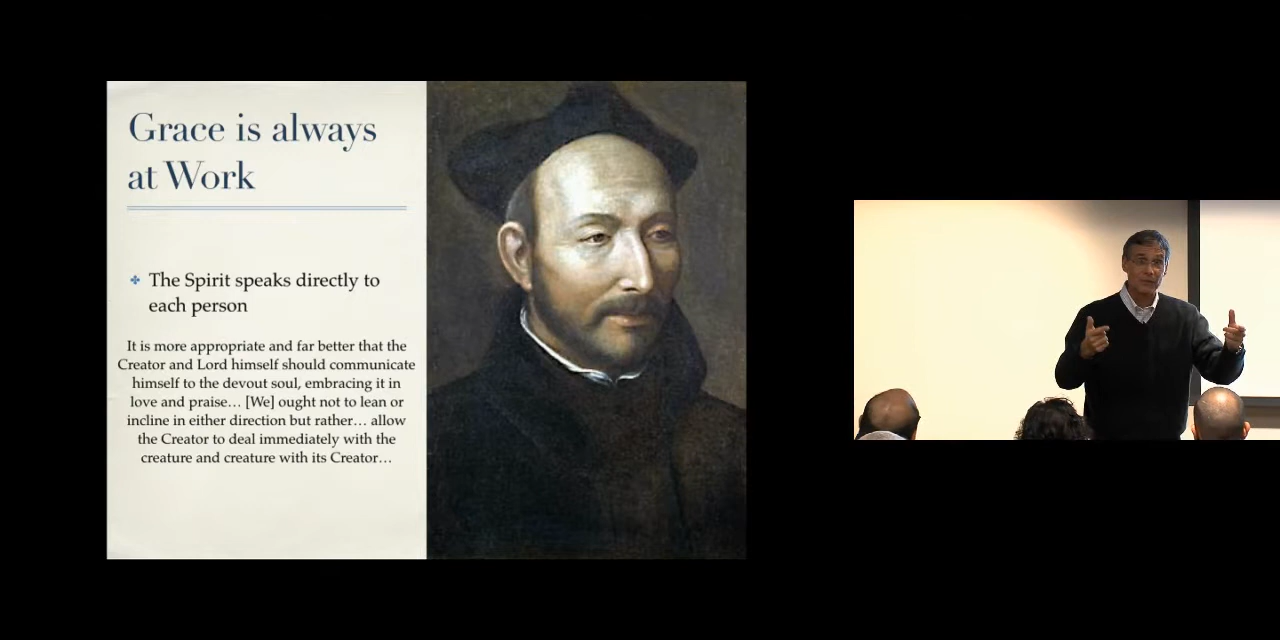 Grace is always
at Work
The Spirit speaks directly to
each person
It is more appropriate and far better that the
Creator and Lord himself should communicate
himself to the devout soul, embracing it in
love and praise… [We] ought not to lean or
incline in either direction but rather… allow
the Creator to deal immediately with the
creature and creature with its Creator…